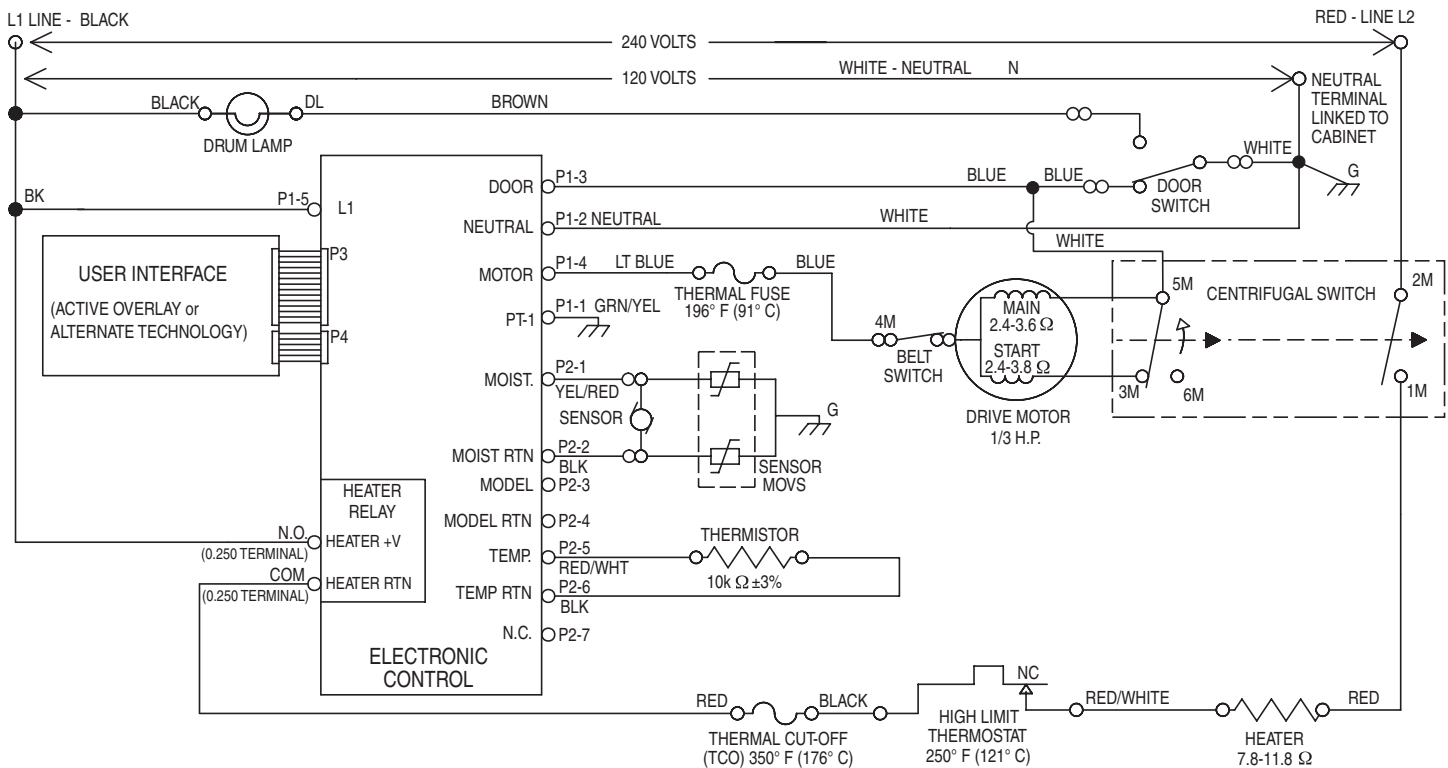 L1 LINE - BLACK
RED - LINE L2
240 VOLTS
120 VOLTS
WHITE - NEUTRAL N
NEUTRAL
TERMINAL
LINKED TO
CABINET
BLACK
DL
BROWN
DRUM LAMP
WHITE
G
DOOR
SWITCH
BK
P1-5
L1
DOOR
P1-3
BLUE
BLUE
NEUTRAL
P1-2 NEUTRAL
WHITE
WHITE
USER INTERFACE
(ACTIVE OVERLAY or
ALTERNATE TECHNOLOGY)
P3
P4
MOTOR
P1-4
LT BLUE
BLUE
THERMAL FUSE
196° F (91° C)
PT-1
P1-1 GRN/YEL
4M
BELT
SWITCH
MAIN
2.4-3.6 Ω
START
2.4-3.8 Ω
DRIVE MOTOR
1/3 H.P.
5M
CENTRIFUGAL SWITCH
2M
3M
6M
1M
MOIST.
P2-1
YEL/RED
SENSOR
G
MOIST RTN
P2-2
BLK
SENSOR
MOVS
MODEL
P2-3
MODEL RTN
P2-4
HEATER
RELAY
N.O.
(0.250 TERMINAL)
HEATER +V
COM
(0.250 TERMINAL)
HEATER RTN
TEMP.
P2-5
RED/WHT
THERMISTOR
10k Ω ±3%
TEMP RTN
P2-6
BLK
N.C.
P2-7
ELECTRONIC
CONTROL
RED
BLACK
THERMAL CUT-OFF
(TCO) 350° F (176° C)
NC
HIGH LIMIT
THERMOSTAT
250° F (121° C)
RED/WHITE
RED
HEATER
7.8-11.8 Ω